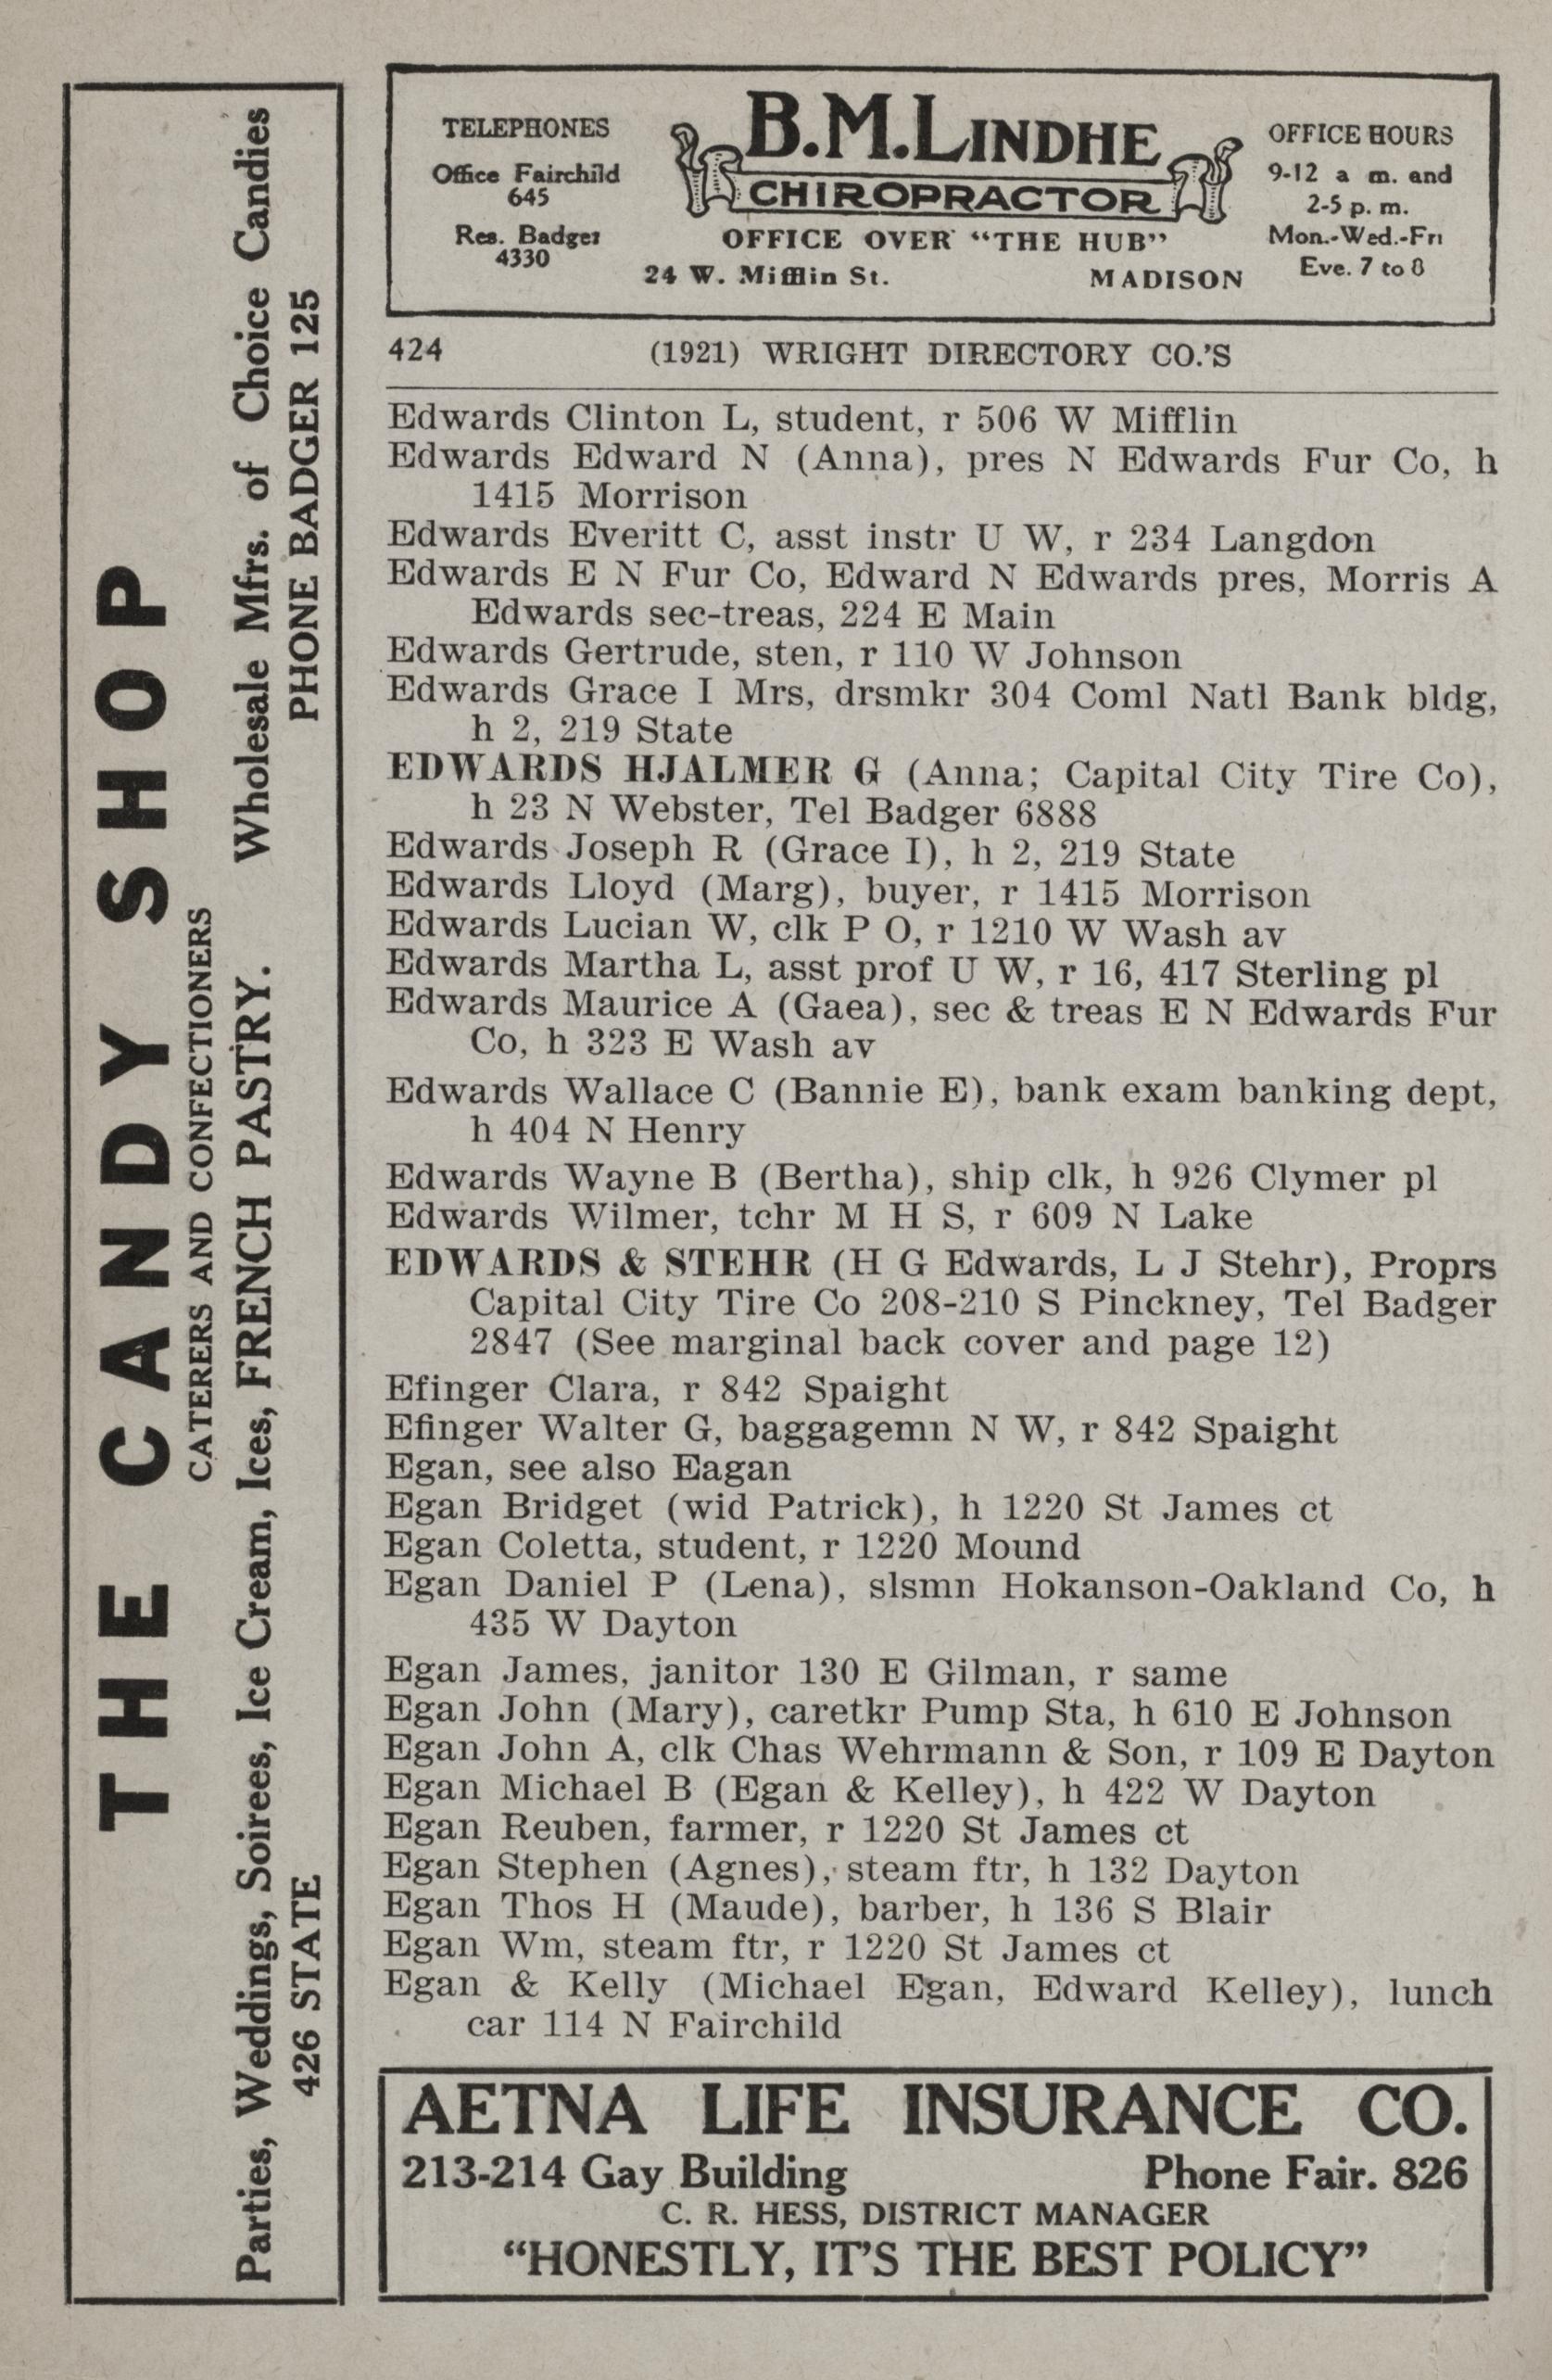 THE CANDY SHOP
CATERERS AND CONFECTIONERS
Parties, Weddings, Soirees, Ice Cream, Ices, FRENCH PASTRY. Wholesale Mfrs. of Choice Candies
426 STATE PHONE BADGER 125
TELEPHONES
Office Fairchild
645
Res. Badger
4330
B.M. LINDHE
CHIROPRACTOR
OFFICE OVER "THE HUB"
24 W. Mifflin St. MADISON
OFFICE HOURS
9-12 a m. and
2-5 p. m.
Mon.-Wed.-Fri
Eve. 7 to 8
424 (1921) WRIGHT DIRECTORY CO.'S
Edwards Clinton L, student, r 506 W Mifflin
Edwards Edward N (Anna), pres N Edwards Fur Co, h
1415 Morrison
Edwards Everitt C, asst instr U W, r 234 Langdon
Edwards E N Fur Co, Edward N Edwards pres, Morris A
Edwards sec-treas, 224 E Main
Edwards Gertrude, sten, r 110 W Johnson
Edwards Grace I Mrs, drsmkr 304 Coml Natl Bank bldg,
h 2, 219 State
EDWARDS HJALMER G (Anna; Capital City Tire Co),
h 23 N Webster, Tel Badger 6888
Edwards Joseph R (Grace I), h 2, 219 State
Edwards Lloyd (Marg), buyer, r 1415 Morrison
Edwards Lucian W, clk P O, r 1210 W Wash av
Edwards Martha L, asst prof U W, r 16, 417 Sterling pl
Edwards Maurice A (Gaea), sec & treas E N Edwards Fur
Co, h 323 E Wash av
Edwards Wallace C (Bannie E), bank exam banking dept,
h 404 N Henry
Edwards Wayne B (Bertha), ship clk, h 926 Clymer pl
Edwards Wilmer, tchr M H S, r 609 N Lake
EDWARDS & STEHR (H G Edwards, L J Stehr), Proprs
Capital City Tire Co 208-210 S Pinckney, Tel Badger
2847 (See marginal back cover and page 12)
Efinger Clara, r 842 Spaight
Efinger Walter G, baggagemn N W, r 842 Spaight
Egan, see also Eagan
Egan Bridget (wid Patrick), h 1220 St James ct
Egan Coletta, student, r 1220 Mound
Egan Daniel P (Lena), slsmn Hokanson-Oakland Co, h
435 W Dayton
Egan James, janitor 130 E Gilman, r same
Egan John (Mary), caretkr Pump Sta, h 610 E Johnson
Egan John A, clk Chas Wehrmann & Son, r 109 E Dayton
Egan Michael B (Egan & Kelley), h 422 W Dayton
Egan Reuben, farmer, r 1220 St James ct
Egan Stephen (Agnes), steam ftr, h 132 Dayton
Egan Thos H (Maude), barber, h 136 S Blair
Egan Wm, steam ftr, r 1220 St James ct
Egan & Kelly (Michael Egan, Edward Kelley), lunch
car 114 N Fairchild
AETNA LIFE INSURANCE CO.
213-214 Gay Building Phone Fair. 826
C. R. HESS, DISTRICT MANAGER
"HONESTLY, IT'S THE BEST POLICY"